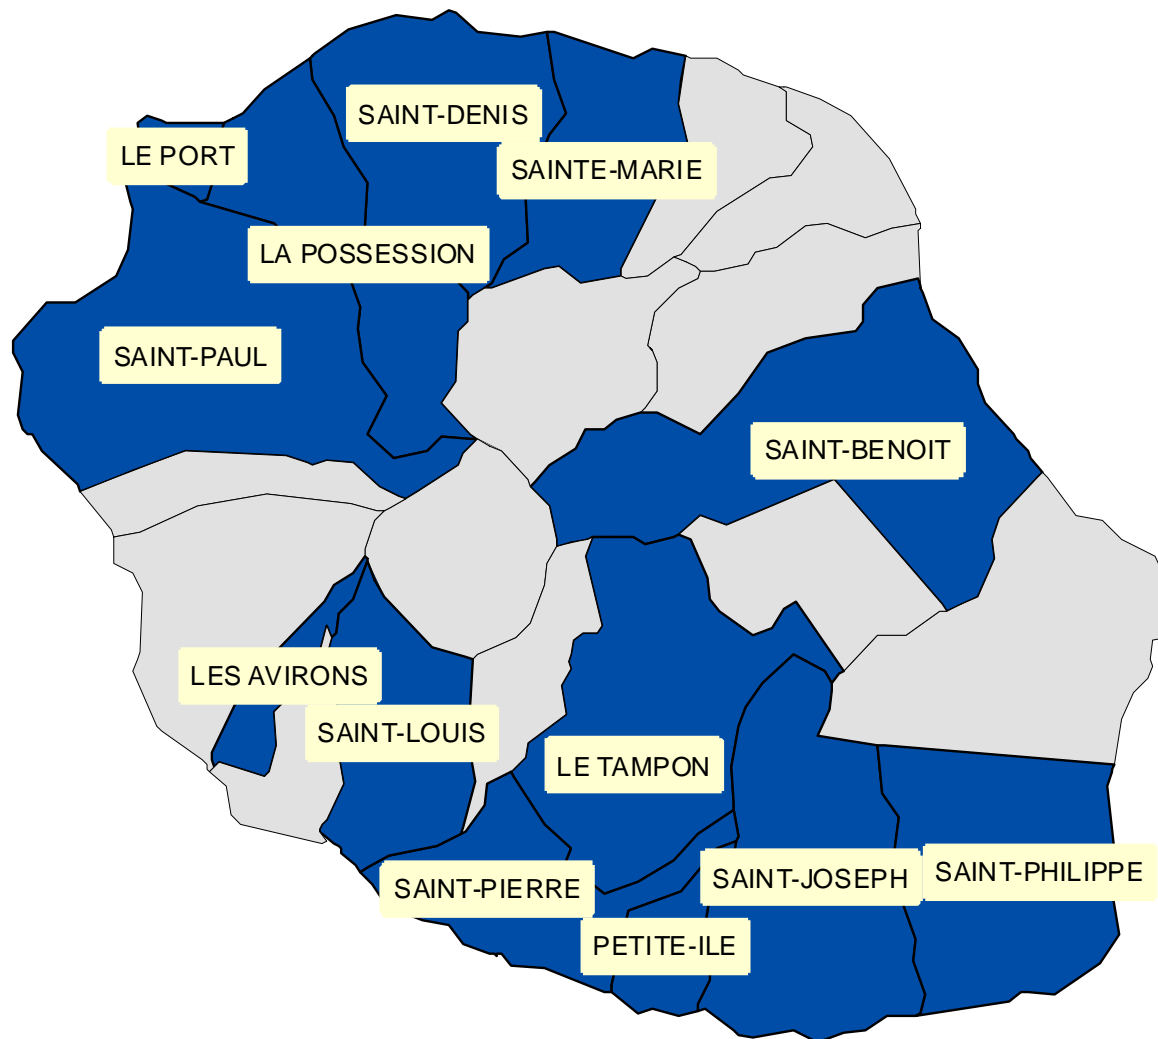 SAINT-DENIS
LE PORT
SAINTE-MARIE
LA POSSESSION
SAINT-PAUL
SAINT-BENOIT
LES AVIRONS
SAINT-LOUIS
LE TAMPON
SAINT-PIERRE
SAINT-JOSEPH
SAINT-PHILIPPE
PETITE-ILE